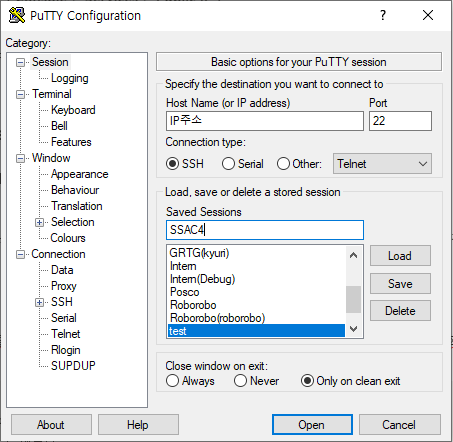 PuTTY Configuration
Category:
Session
Logging
Terminal
Keyboard
Bell
Features
Window
Appearance
Behaviour
Translation
Selection
Colours
Connection
Data
Proxy
SSH
Serial
Telnet
Rlogin
SUPDUP
Basic options for your PuTTY session
Specify the destination you want to connect to
Host Name (or IP address) Port
IP주소 22
Connection type:
SSH Serial Other: Telnet
Load, save or delete a stored session
Saved Sessions
SSAC4
GRTG(kyuri)
Intern
Intern(Debug)
Posco
Roborobo
Roborobo(roborobo)
test
Load
Save
Delete
Close window on exit:
Always Never Only on clean exit
About Help Open Cancel